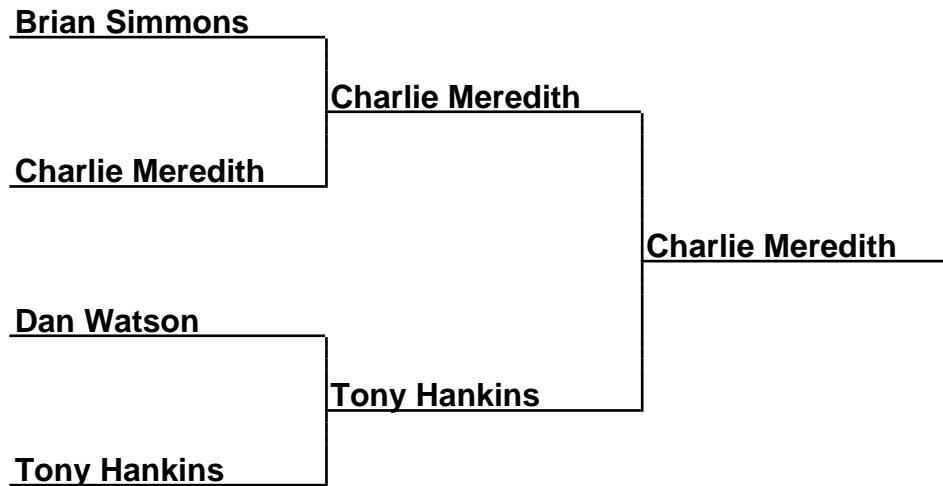 Brian Simmons
Charlie Meredith
Charlie Meredith
Charlie Meredith
Dan Watson
Tony Hankins
Tony Hankins